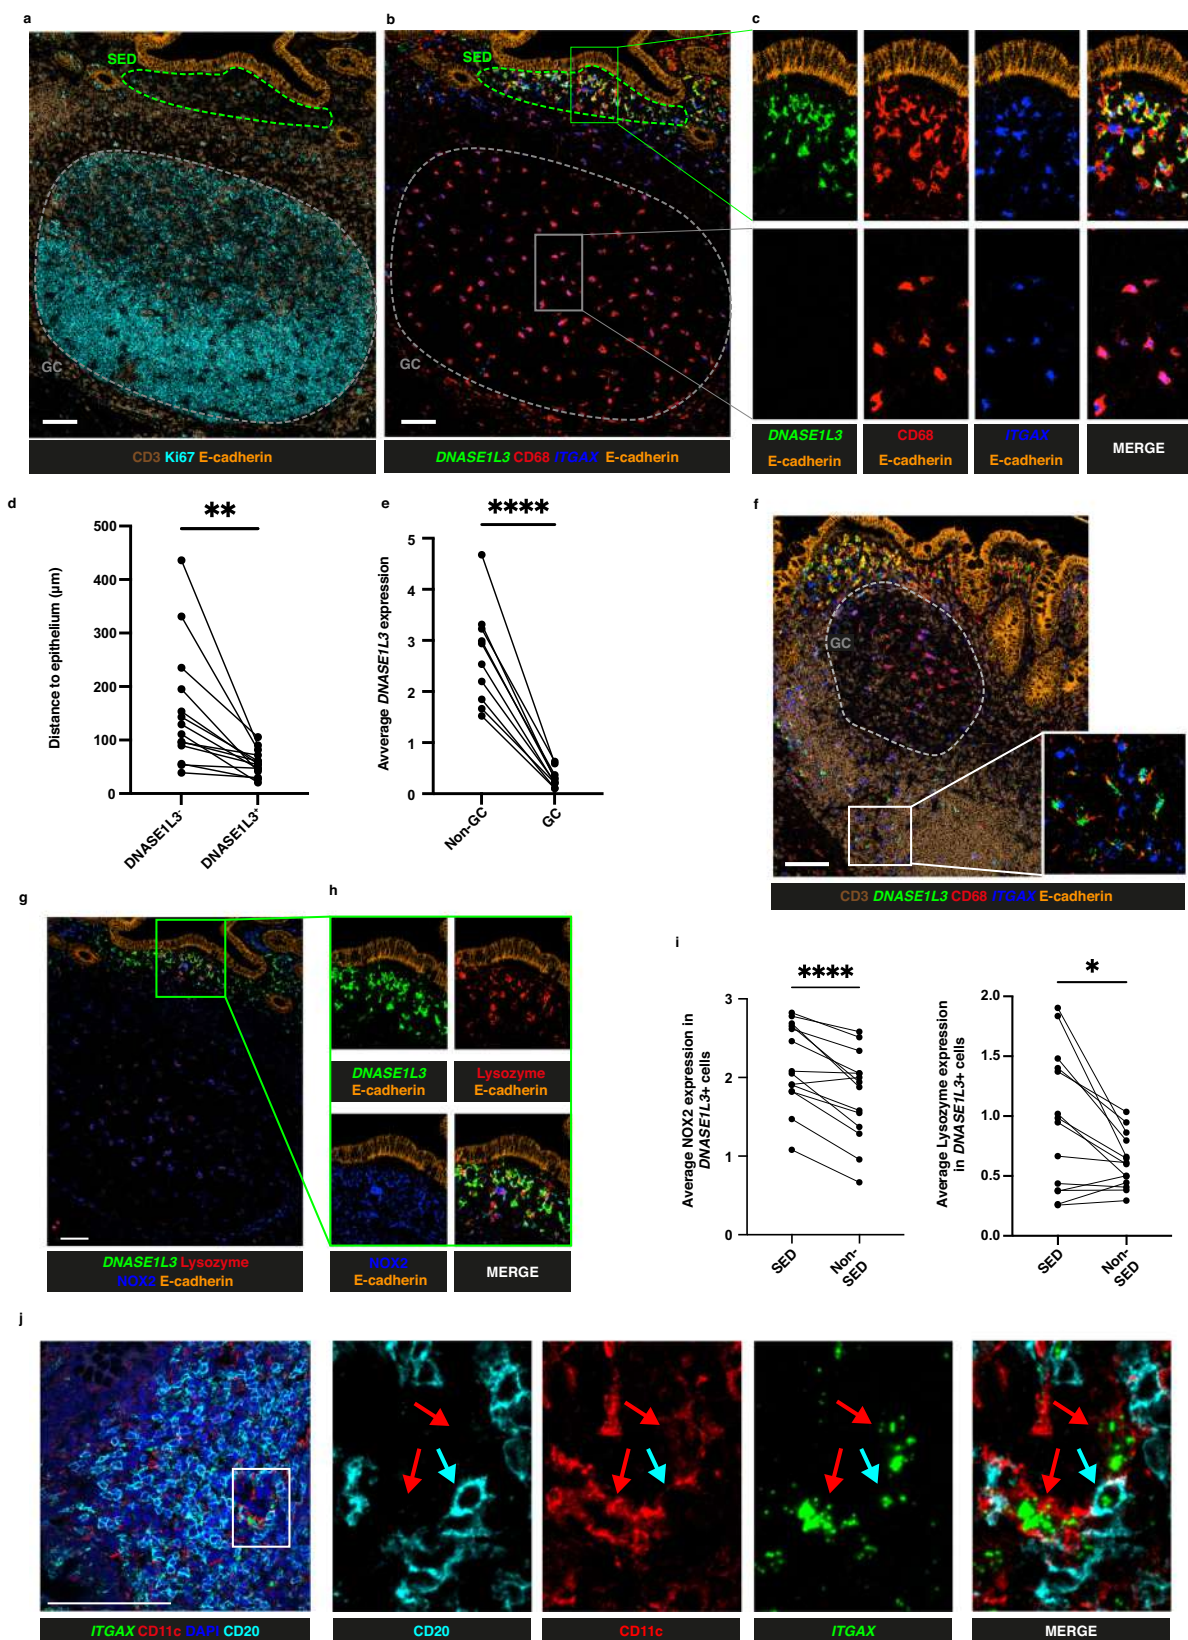 a
SED
GC
CD3 Ki67 E-cadherin
b
SED
GC
DNASE1L3 CD68 ITGAX E-cadherin
c
DNASE1L3
E-cadherin
CD68
E-cadherin
ITGAX
E-cadherin
MERGE
d
**
Distance to epithelium (µm)
500
400
300
200
100
0
DNASE1L3-
DNASE1L3+
e
****
Avverage DNASE1L3 expression
5
4
3
2
1
0
Non-GC
GC
f
GC
CD3 DNASE1L3 CD68 ITGAX E-cadherin
g
DNASE1L3 Lysozyme
NOX2 E-cadherin
h
DNASE1L3
E-cadherin
Lysozyme
E-cadherin
NOX2
E-cadherin
MERGE
i
****
Average NOX2 expression in
DNASE1L3+ cells
3
2
1
0
SED
Non-
SED
*
Average Lysozyme expression
in DNASE1L3+ cells
2.0
1.5
1.0
0.5
0.0
SED
Non-
SED
j
ITGAX CD11c DAPI CD20
CD20
CD11c
ITGAX
MERGE